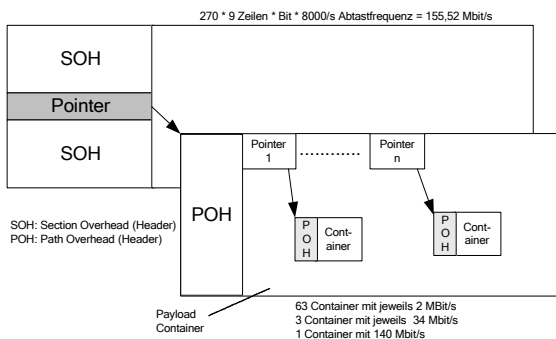 270 * 9 Zeilen * Bit * 8000/s Abtastfrequenz = 155,52 Mbit/s
SOH
Pointer
SOH
Pointer
1
............
Pointer
n
POH
P
O
H
Cont-
ainer
P
O
H
Cont-
ainer
SOH: Section Overhead (Header)
POH: Path Overhead (Header)
Payload
Container
63 Container mit jeweils 2 MBit/s
3 Container mit jeweils 34 MBit/s
1 Container mit 140 MBit/s